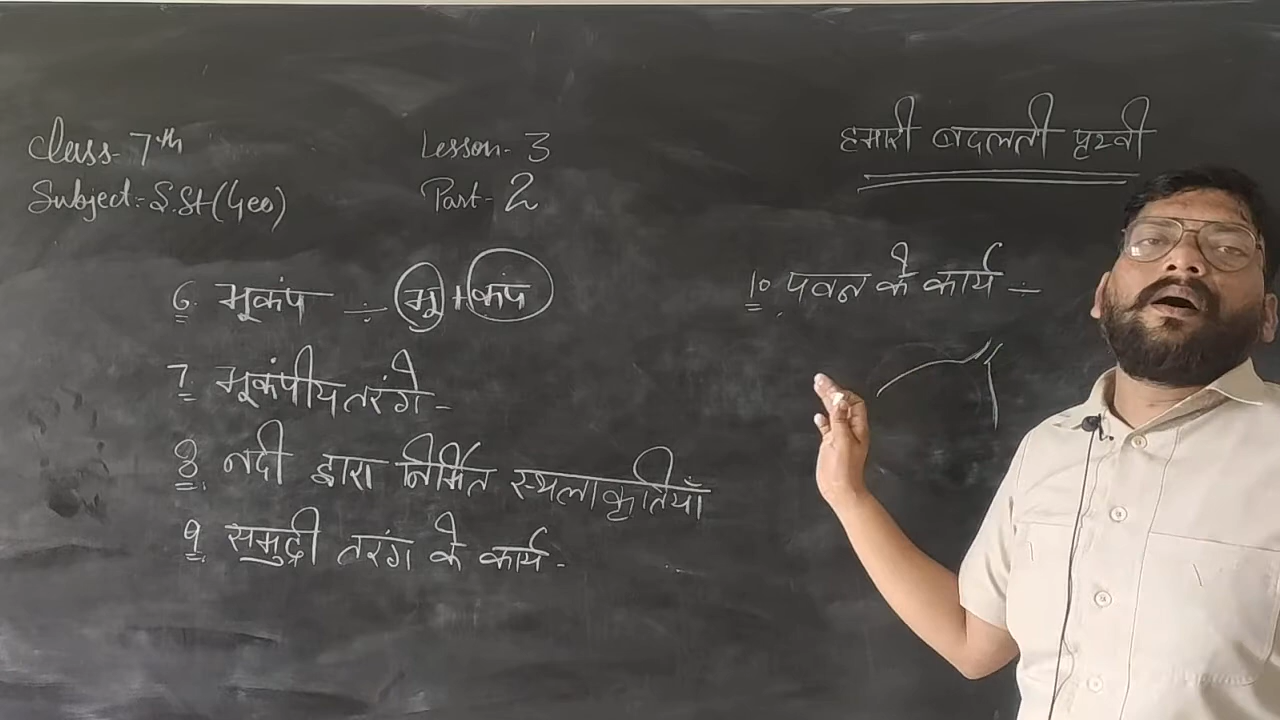 Class- 7th
Subject:- S.St (Geo)
Lesson- 3
Part- 2
हमारी बदलती पृथ्वी
6. भूकंप ÷ भू + कंप
7 भूकंपीय तरंगे -
8. नदी द्वारा निर्मित स्थलाकृतियाँ
9. समुद्री तरंग के कार्य -
10. पवन के कार्य ÷